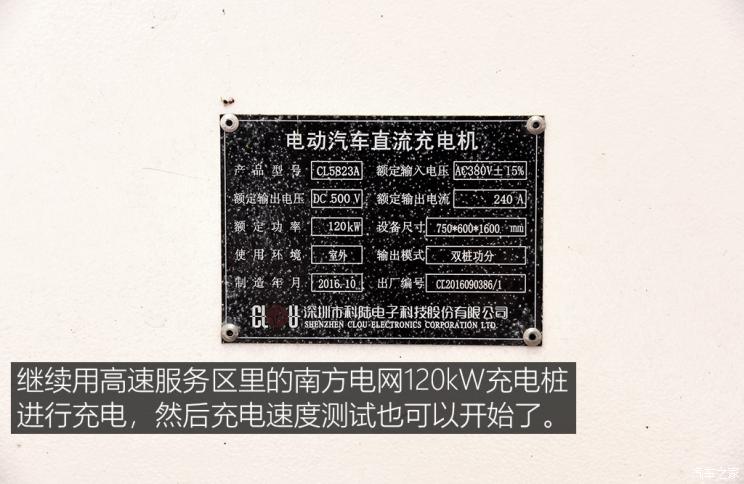 电动汽车直流充电机
产品型号 CL5823A 额定输入电压 AC380V±15%
额定输出电压 DC 500 V 额定输出电流 240 A
额定功率 120kW 设备尺寸 750*600*1600 mm
使用环境 室外 输出模式 双桩功分
制造年月 2016.10 出厂编号 CL2016090386/1
CLOU 深圳市科陆电子科技股份有限公司
SHENZHEN CLOU-ELECTRONICS CORPORATION LTD.
继续用高速服务区里的南方电网120kW充电桩
进行充电，然后充电速度测试也可以开始了。
汽车之家